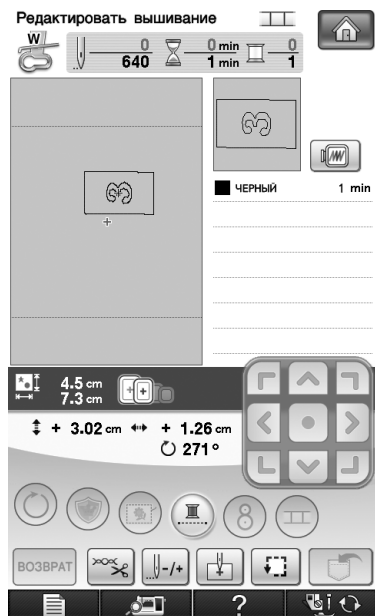 Редактировать вышивание
W
0 0 min 0
640 1 min 1
ЧЕРНЫЙ 1 min
4.5 cm
7.3 cm
+ 3.02 cm + 1.26 cm
271°
8
ВОЗВРАТ
-/+
? i